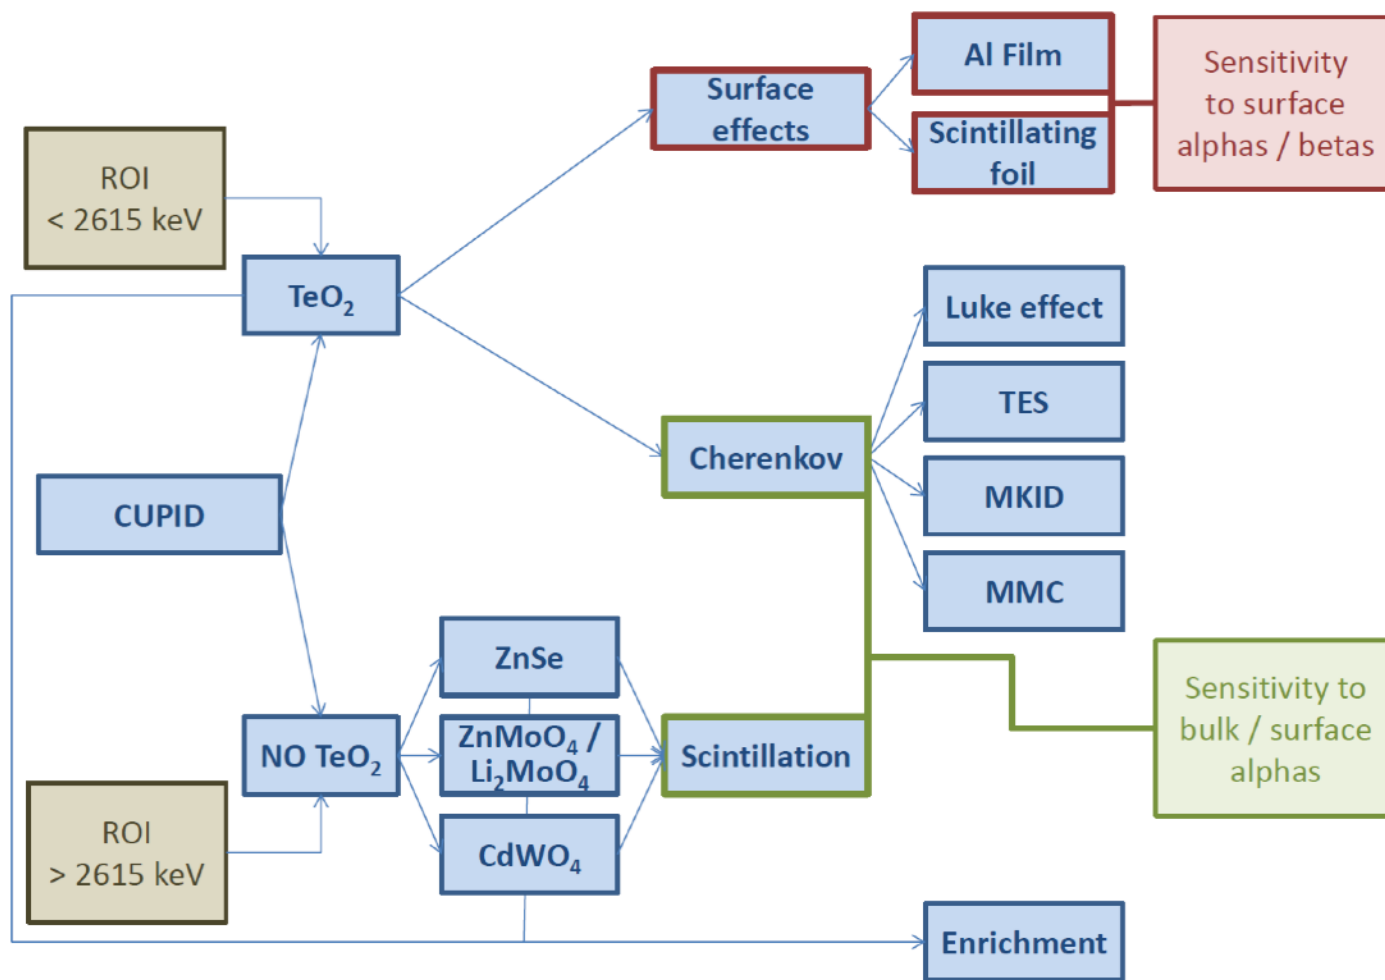 Al Film
Sensitivity
to surface
alphas / betas
Surface
effects
Scintillating
foil
ROI
< 2615 keV
TeO₂
Luke effect
TES
Cherenkov
MKID
CUPID
MMC
ZnSe
Sensitivity to
bulk / surface
alphas
NO TeO₂
ZnMoO₄ /
Li₂MoO₄
Scintillation
ROI
> 2615 keV
CdWO₄
Enrichment